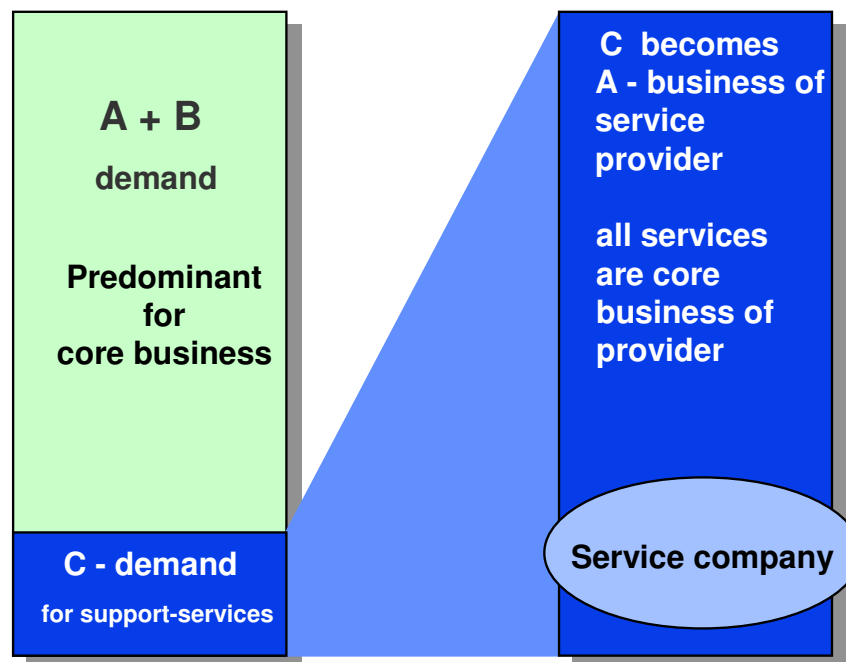 A + B
demand
Predominant
for
core business
C - demand
for support-services
C becomes
A - business of
service
provider
all services
are core
business of
provider
Service company